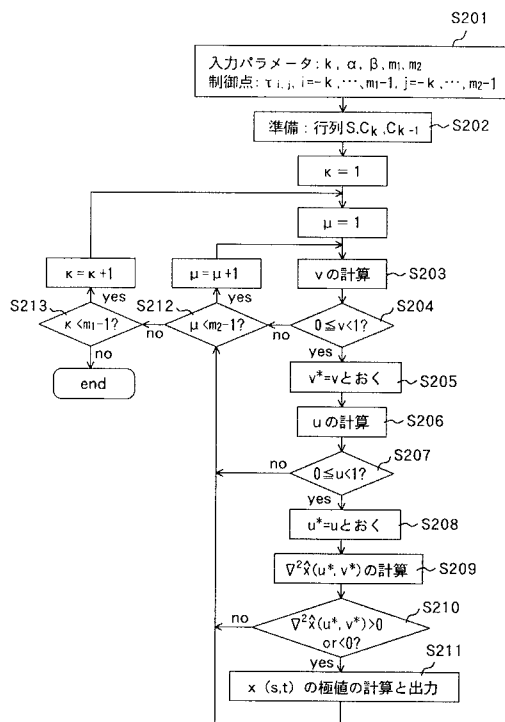 S201
入力パラメータ:k, α, β, m₁, m₂
制御点:τ i, j, i=-k, …, m₁-1, j=-k, …, m₂-1
準備:行列 S, Cₖ, Cₖ₋₁
S202
κ = 1
μ = 1
κ=κ+1
μ=μ+1
vの計算
S203
S213
yes
S212
yes
S204
κ<m₁-1?
no
μ<m₂-1?
no
0≦v<1?
no
yes
end
v*=vとおく
S205
uの計算
S206
S207
no
0≦u<1?
yes
u*=uとおく
S208
∇²x̂(u*, v*)の計算
S209
S210
no
∇²x̂(u*, v*)>0
or<0?
yes
S211
x (s,t) の極値の計算と出力